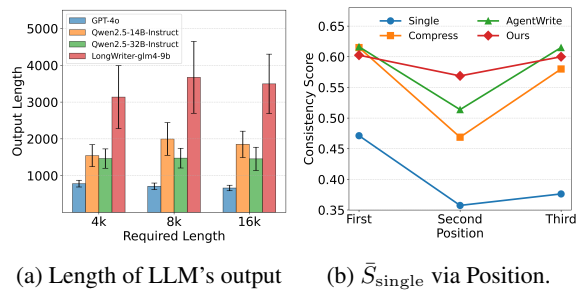 GPT-4o
Qwen2.5-14B-Instruct
Qwen2.5-32B-Instruct
LongWriter-glm4-9b
5000
4000
3000
2000
1000
Output Length
4k
8k
16k
Required Length
(a) Length of LLM's output
Single
AgentWrite
Compress
Ours
0.65
0.60
0.55
0.50
0.45
0.40
0.35
Consistency Score
First
Second
Third
Position
(b) S̄single via Position.